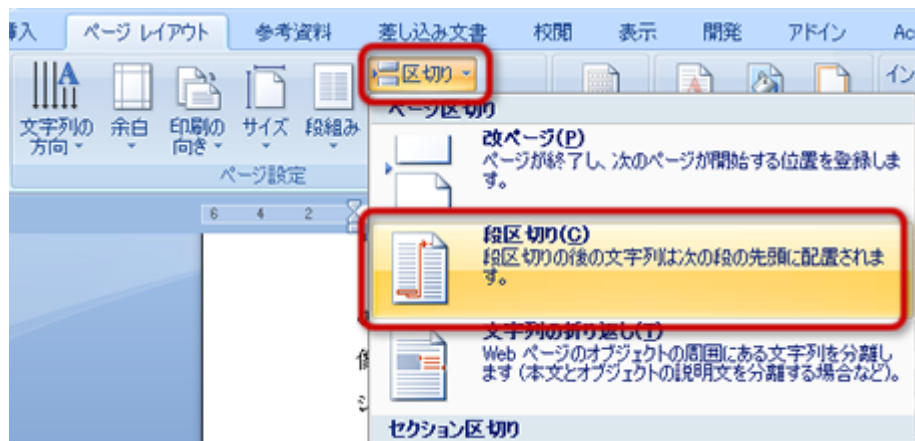 ページ レイアウト 参考資料 差し込み文書 校閲 表示 開発 アドイン Ac
区切り
文字列の方向 余白 印刷の向き サイズ 段組み
ページ設定
6 4 2
ページ区切り
改ページ(P)
ページが終了し、次のページが開始する位置を登録しま
す。
段区切り(C)
段区切りの後の文字列は次の段の先頭に配置されま
す。
文字列の折り返し(T)
Web ページのオブジェクトの周囲にある文字列を分離し
ます (本文とオブジェクトの説明文を分離する場合など)。
セクション区切り